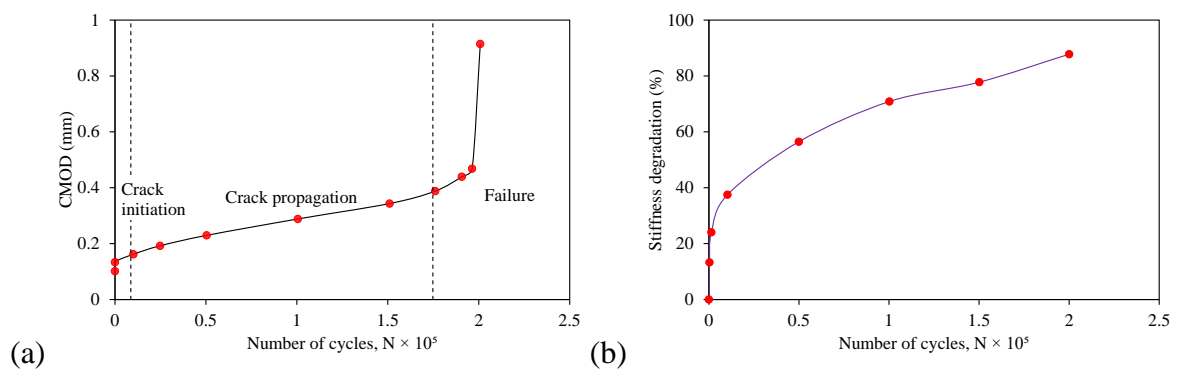 CMOD (mm)
1
0.8
0.6
0.4
0.2
0
Crack
initiation
Crack propagation
Failure
0
0.5
1
1.5
2
2.5
Number of cycles, N × 10⁵
(a)
Stiffness degradation (%)
100
80
60
40
20
0
0
0.5
1
1.5
2
2.5
Number of cycles, N × 10⁵
(b)